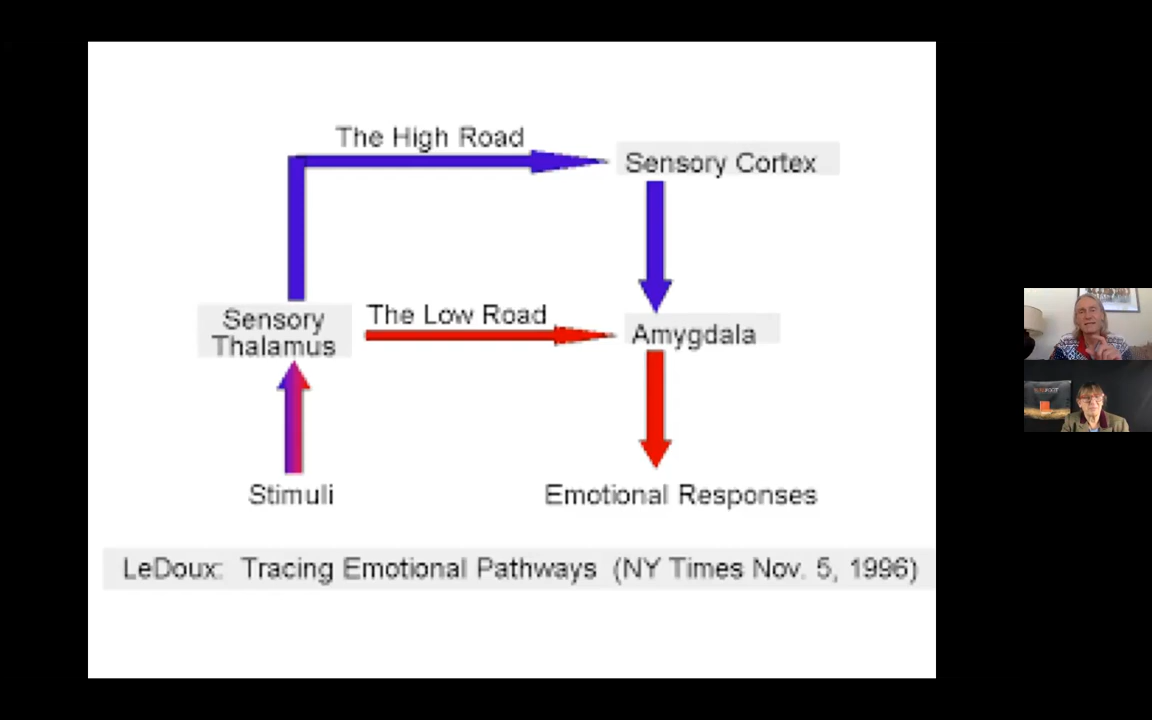 The High Road
Sensory Cortex
Sensory
Thalamus
The Low Road
Amygdala
Stimuli
Emotional Responses
LeDoux: Tracing Emotional Pathways (NY Times Nov. 5, 1996)